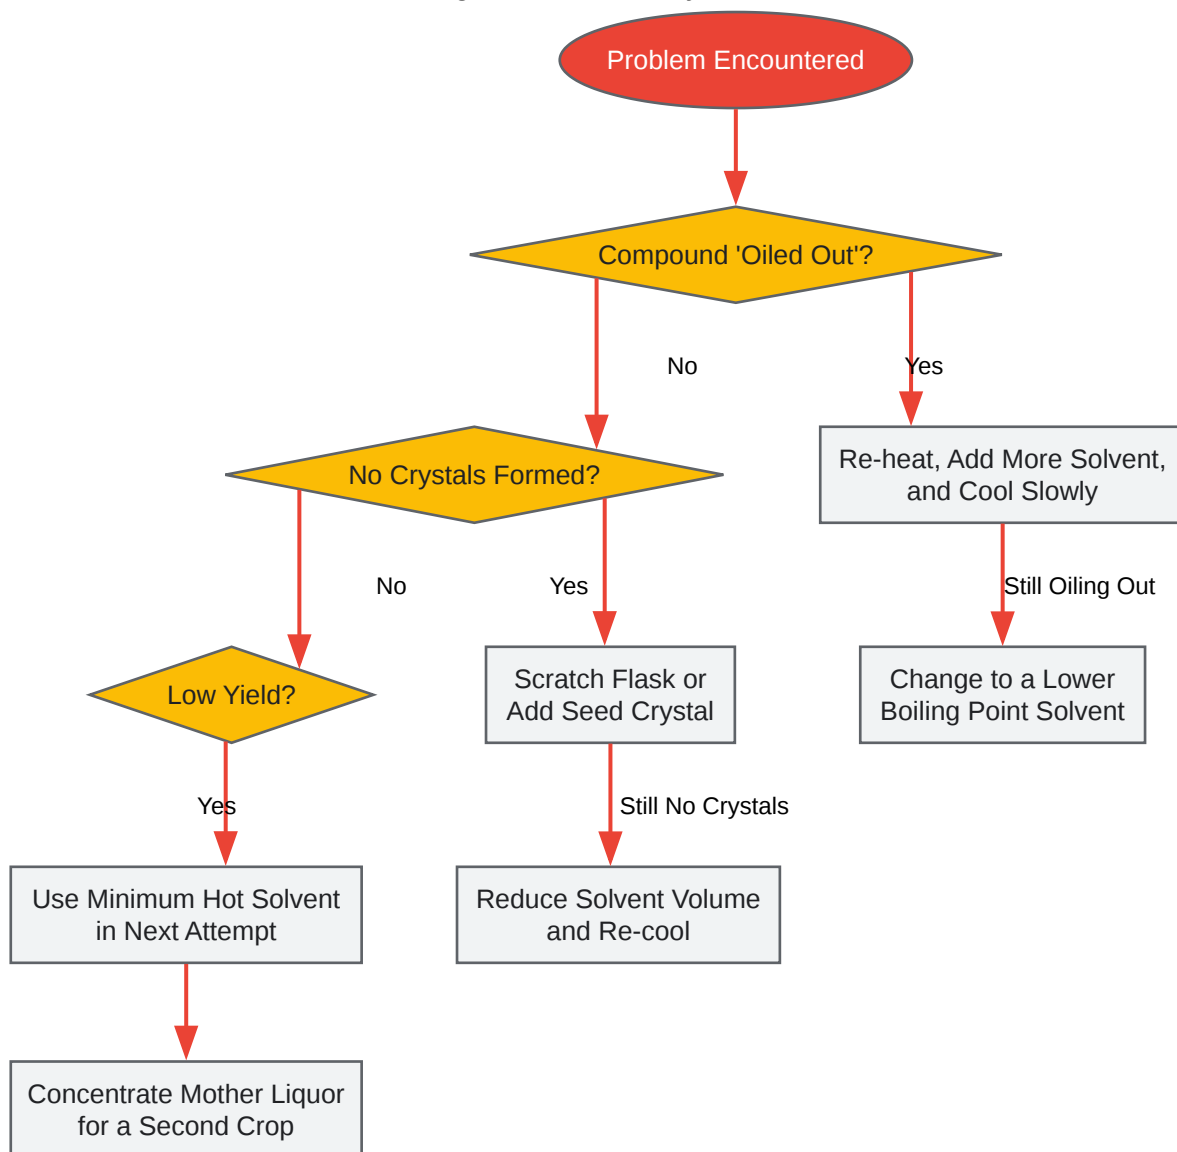 Problem Encountered
Compound 'Oiled Out'?
No
Yes
No Crystals Formed?
Re-heat, Add More Solvent,
and Cool Slowly
No
Yes
Still Oiling Out
Low Yield?
Scratch Flask or
Add Seed Crystal
Change to a Lower
Boiling Point Solvent
Yes
Still No Crystals
Use Minimum Hot Solvent
in Next Attempt
Reduce Solvent Volume
and Re-cool
Concentrate Mother Liquor
for a Second Crop